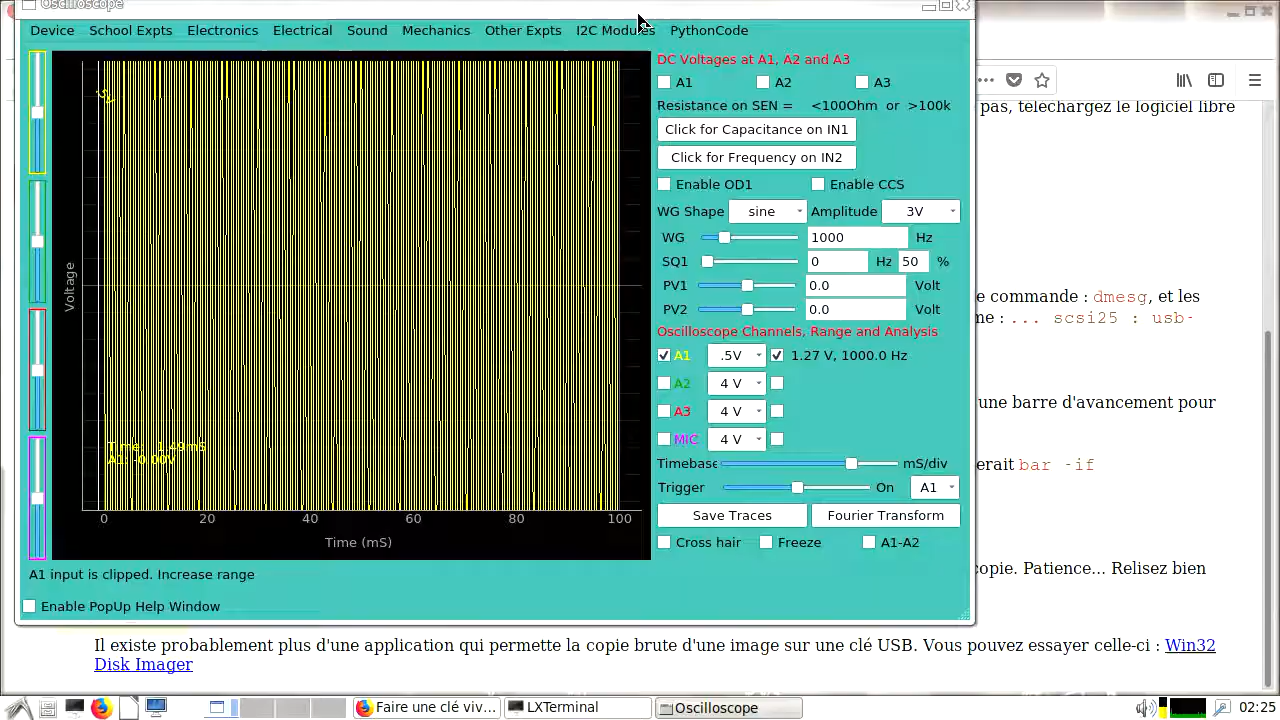 Oscilloscope
Device School Expts Electronics Electrical Sound Mechanics Other Expts I2C Modules PythonCode
DC Voltages at A1, A2 and A3
A1 A2 A3
Resistance on SEN = <100Ohm or >100k
Click for Capacitance on IN1
Click for Frequency on IN2
Enable OD1 Enable CCS
WG Shape sine Amplitude 3V
WG 1000 Hz
SQ1 0 Hz 50 %
PV1 0.0 Volt
PV2 0.0 Volt
Oscilloscope Channels, Range and Analysis
A1 .5V 1.27 V, 1000.0 Hz
A2 4 V
A3 4 V
MIC 4 V
Timebase mS/div
Trigger On A1
Save Traces Fourier Transform
Cross hair Freeze A1-A2
Voltage
Time: 1.49mS
A1: -0.00V
0 20 40 60 80 100
Time (mS)
A1 input is clipped. Increase range
Enable PopUp Help Window
pas, téléchargez le logiciel libre
e commande : dmesg, et les
me : ... scsi25 : usb-
une barre d'avancement pour
erait bar -if
copie. Patience... Relisez bien
Il existe probablement plus d'une application qui permette la copie brute d'une image sur une clé USB. Vous pouvez essayer celle-ci : Win32
Disk Imager
Faire une clé viv... LXTerminal Oscilloscope 02:25